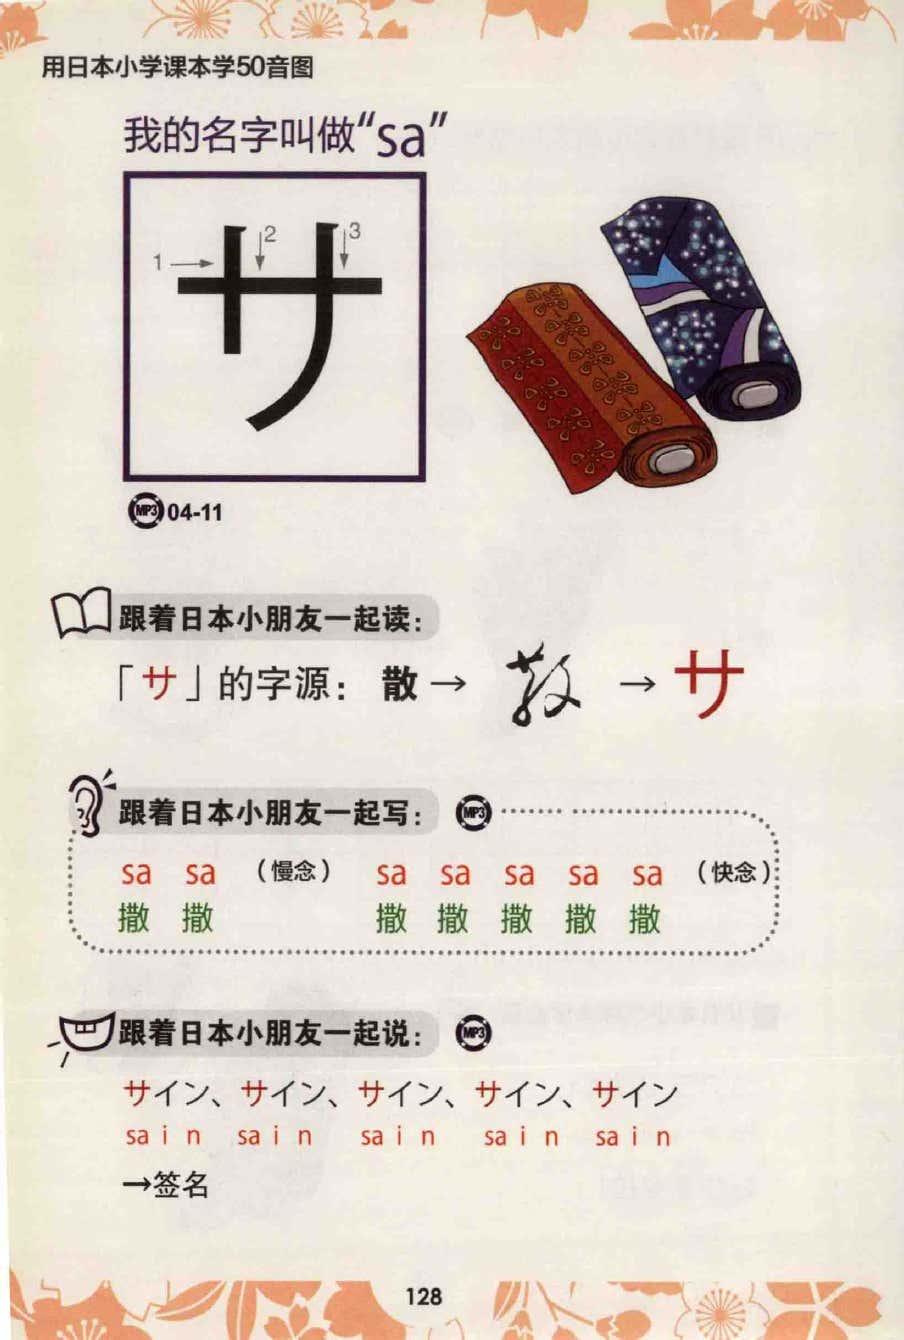 用日本小学课本学50音图
我的名字叫做“sa”
サ
1 2 3
MP3 04-11
跟着日本小朋友一起读：
「サ」的字源： 散→ 散 →サ
跟着日本小朋友一起写： MP3
sa sa （慢念） sa sa sa sa sa （快念）
撒 撒 撒 撒 撒 撒 撒
跟着日本小朋友一起说： MP3
サイン、サイン、サイン、サイン、サイン
sa i n sa i n sa i n sa i n sa i n
→签名
128